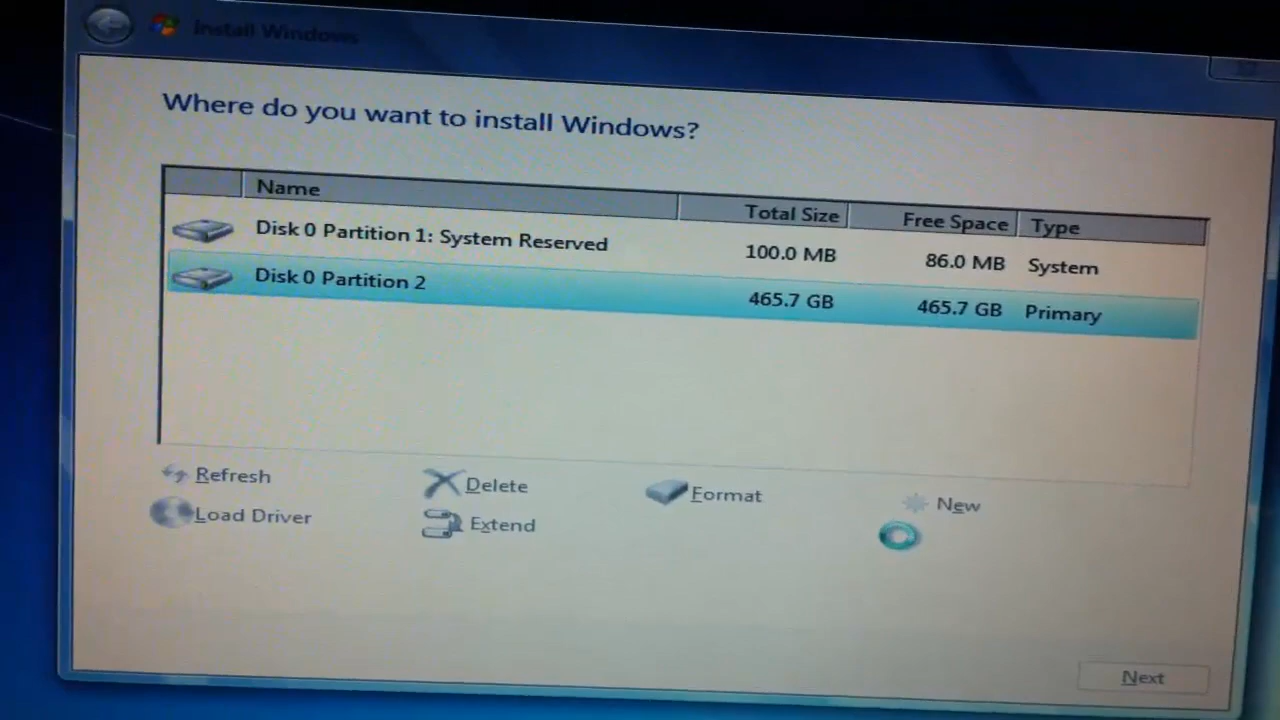 Install Windows
Where do you want to install Windows?
Name Total Size Free Space Type
Disk 0 Partition 1: System Reserved 100.0 MB 86.0 MB System
Disk 0 Partition 2 465.7 GB 465.7 GB Primary
Refresh Delete Format New
Load Driver Extend
Next